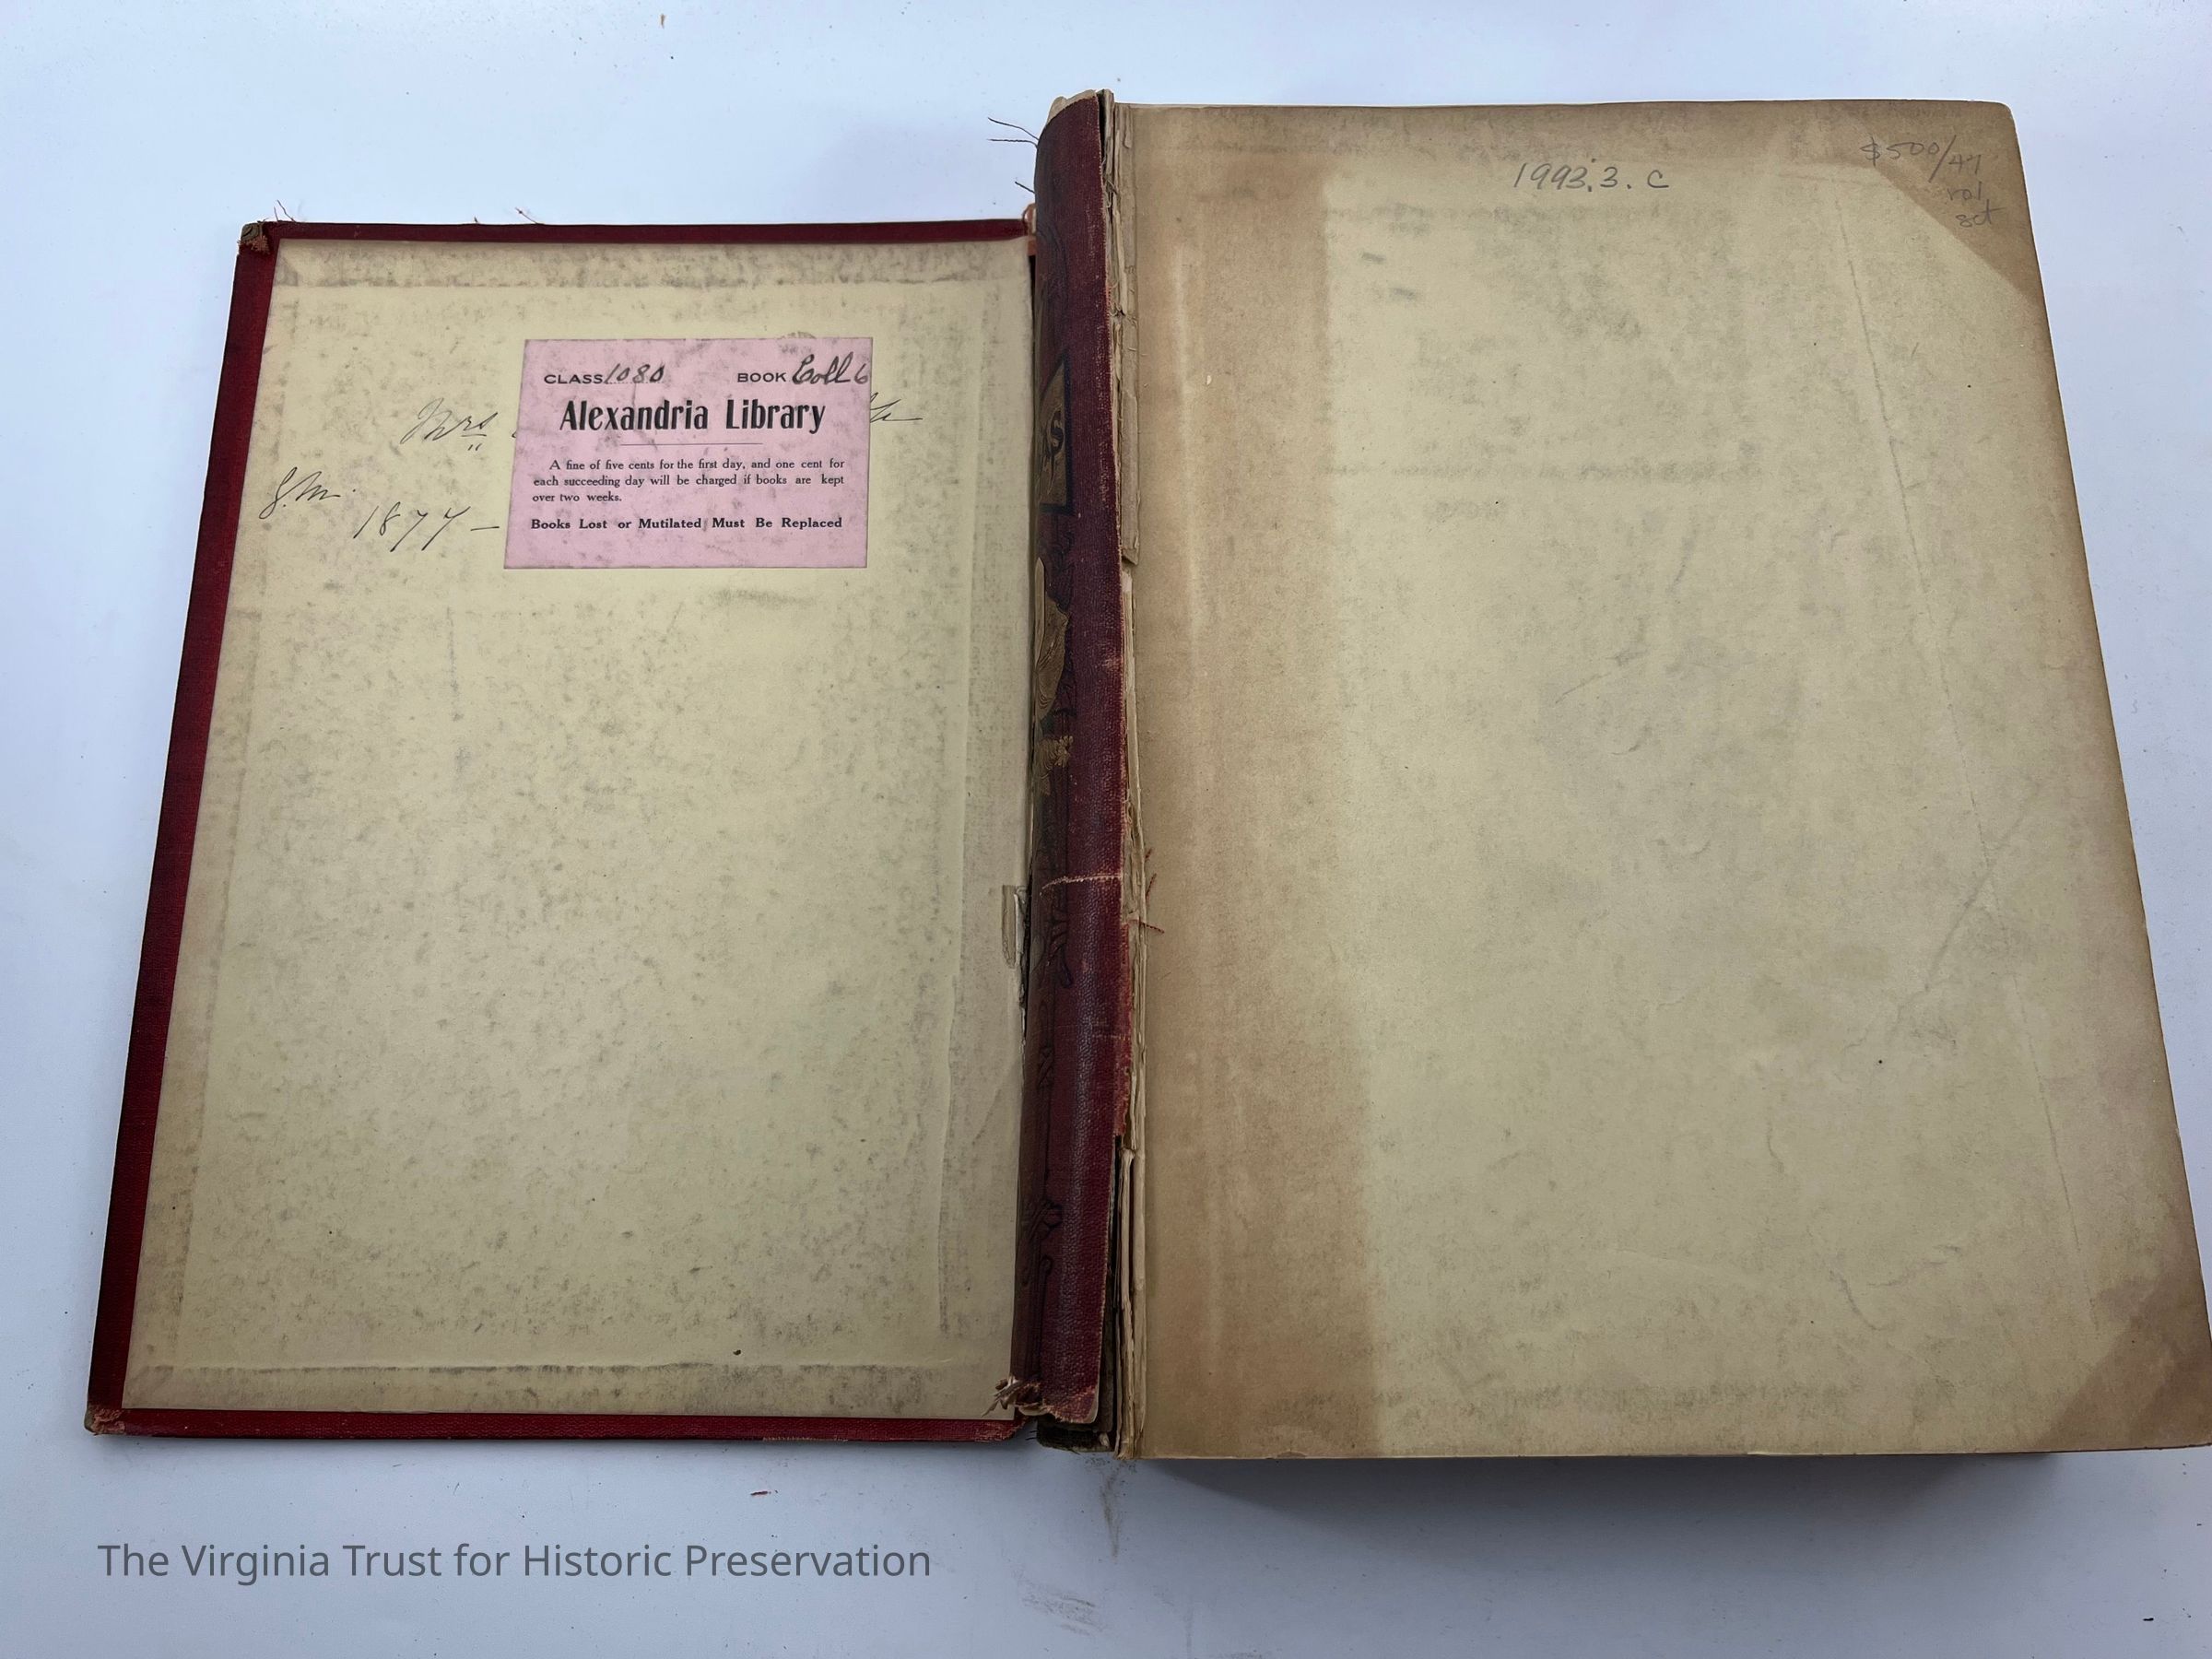 CLASS 1080 BOOK Coll 6
Alexandria Library
A fine of five cents for the first day, and one cent for
each succeeding day will be charged if books are kept
over two weeks.
Books Lost or Mutilated Must Be Replaced
Mrs
1877-
1993.3.C
$500/47
vol
set
The Virginia Trust for Historic Preservation